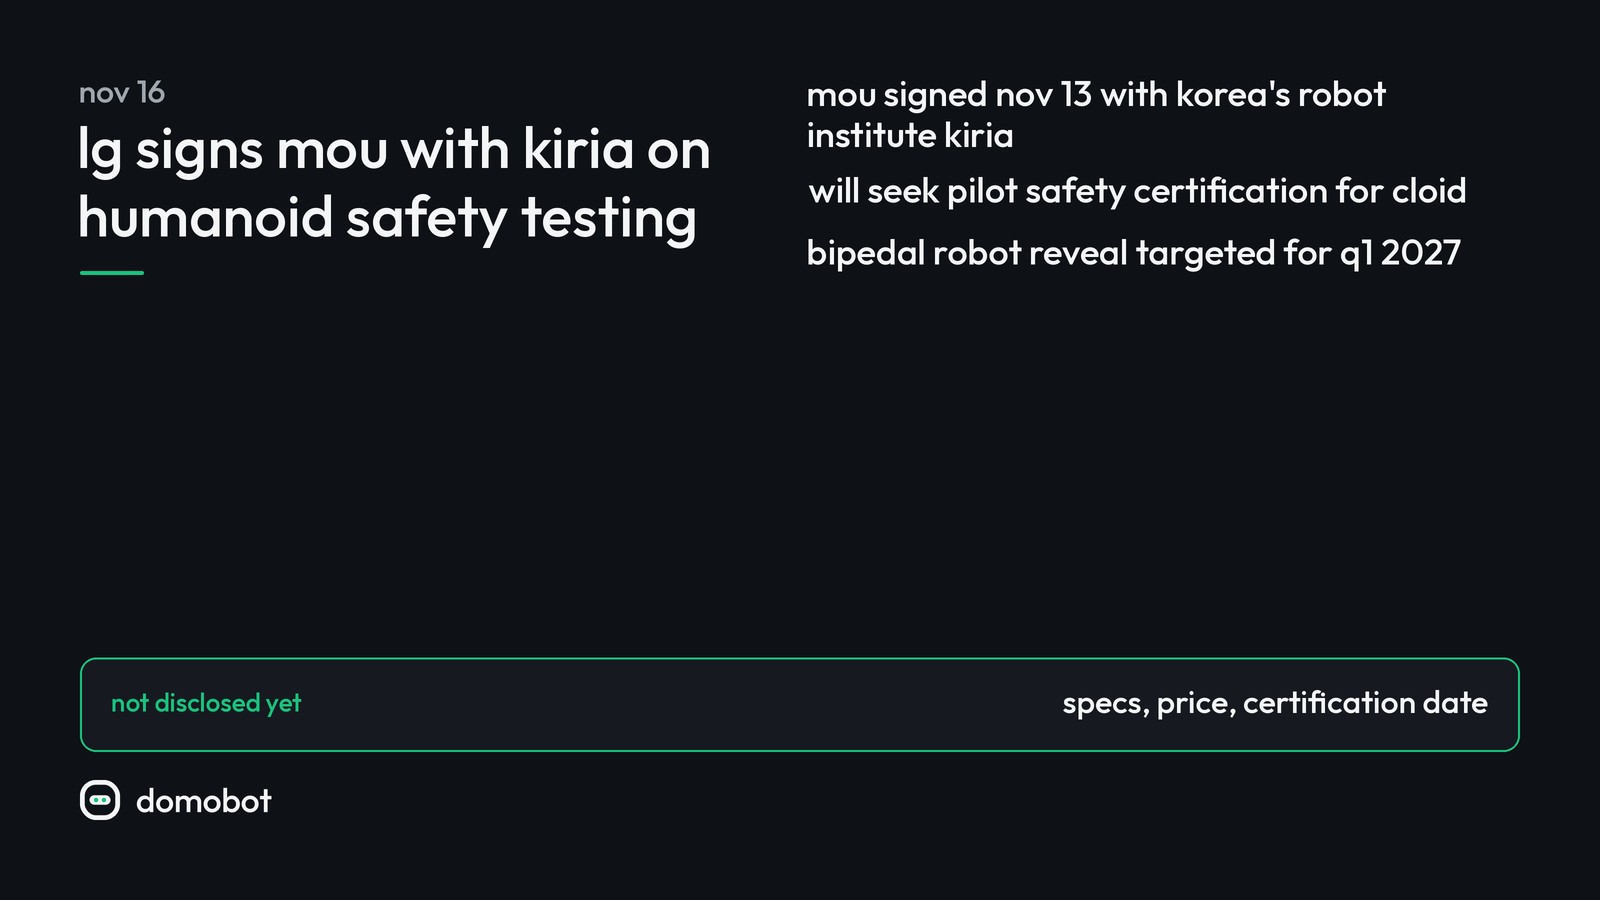 nov 16
lg signs mou with kiria on
humanoid safety testing
mou signed nov 13 with korea's robot
institute kiria
will seek pilot safety certification for cloid
bipedal robot reveal targeted for q1 2027
not disclosed yet
specs, price, certification date
domobot